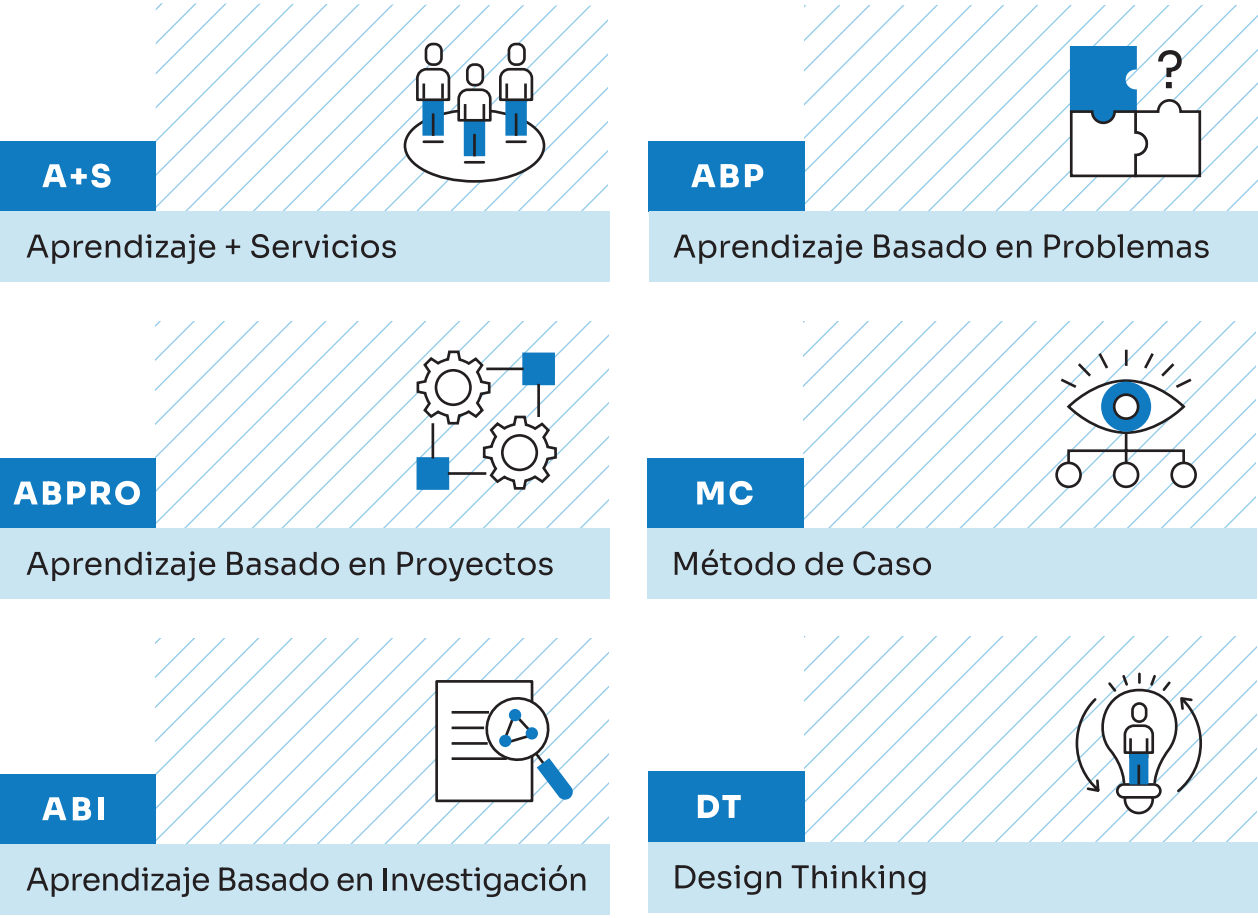 A+S
Aprendizaje + Servicios
ABP
?
Aprendizaje Basado en Problemas
ABPRO
Aprendizaje Basado en Proyectos
MC
Método de Caso
ABI
Aprendizaje Basado en Investigación
DT
Design Thinking